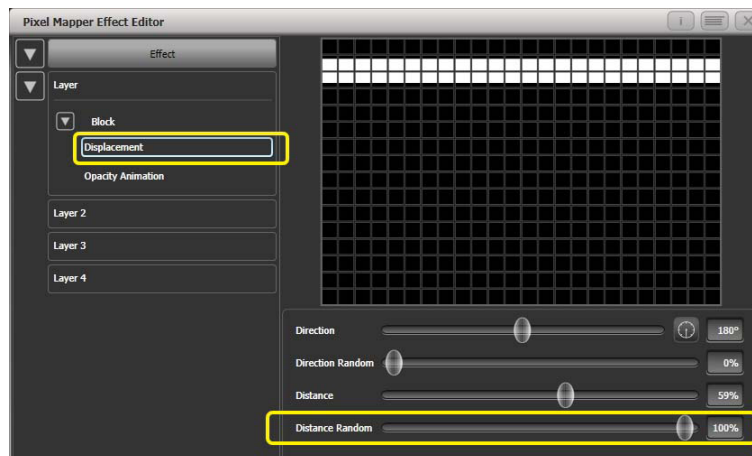 Pixel Mapper Effect Editor
Effect
Layer
Block
Displacement
Opacity Animation
Layer 2
Layer 3
Layer 4
Direction 180°
Direction Random 0%
Distance 59%
Distance Random 100%